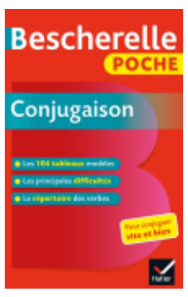 Bescherelle
POCHE
Conjugaison
Les 104 tableaux modèles
Les principales difficultés
Le répertoire des verbes
Pour conjuguer
vite et bien
Hatier